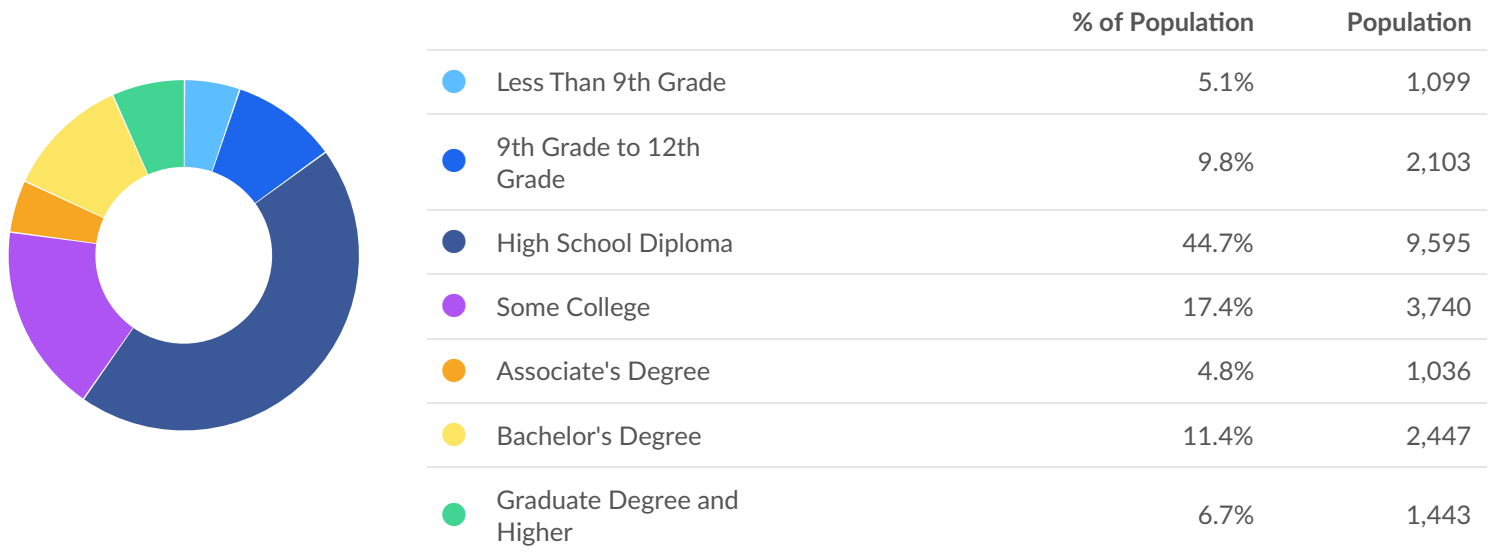 % of Population Population
Less Than 9th Grade 5.1% 1,099
9th Grade to 12th
Grade 9.8% 2,103
High School Diploma 44.7% 9,595
Some College 17.4% 3,740
Associate's Degree 4.8% 1,036
Bachelor's Degree 11.4% 2,447
Graduate Degree and
Higher 6.7% 1,443